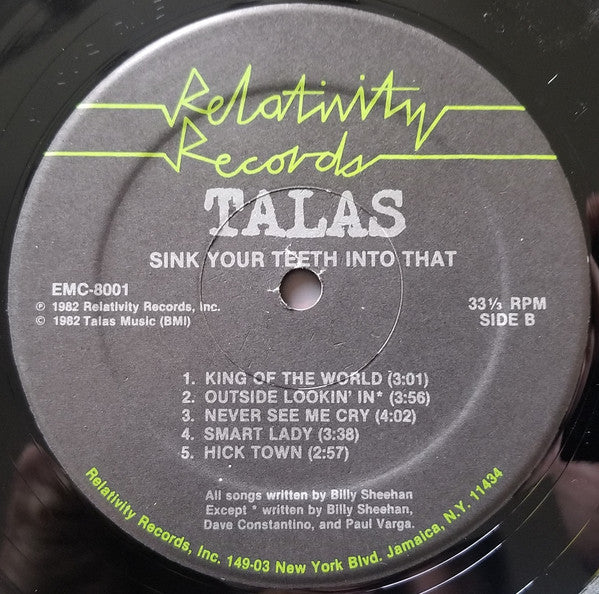 Relativity
Records
TALAS
SINK YOUR TEETH INTO THAT
EMC-8001
℗ 1982 Relativity Records, Inc.
© 1982 Talas Music (BMI)
33⅓ RPM
SIDE B
1. KING OF THE WORLD (3:01)
2. OUTSIDE LOOKIN' IN* (3:56)
3. NEVER SEE ME CRY (4:02)
4. SMART LADY (3:38)
5. HICK TOWN (2:57)
All songs written by Billy Sheehan
Except * written by Billy Sheehan,
Dave Constantino, and Paul Varga.
Relativity Records, Inc. 149-03 New York Blvd. Jamaica, N.Y. 11434